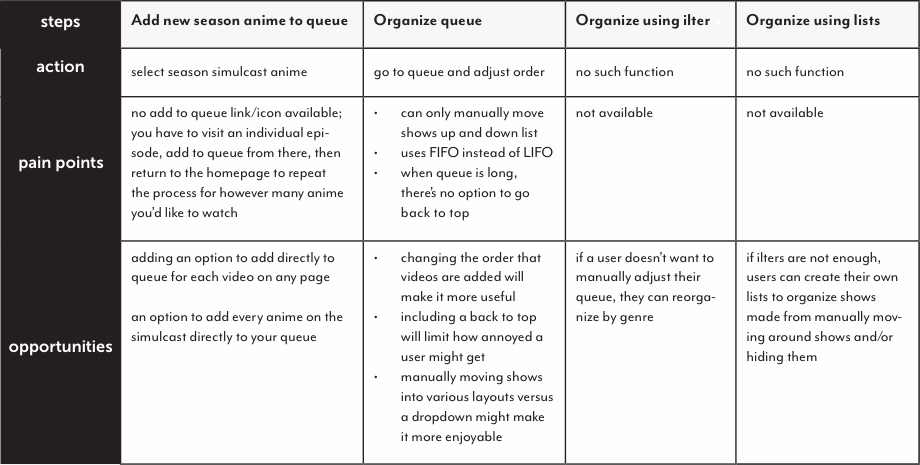 steps
Add new season anime to queue
Organize queue
Organize using ilters
Organize using lists
action
select season simulcast anime
go to queue and adjust order
no such function
no such function
pain points
no add to queue link/icon available;
you have to visit an individual epi-
sode, add to queue from there, then
return to the homepage to repeat
the process for however many anime
you'd like to watch
• can only manually move
shows up and down list
• uses FIFO instead of LIFO
• when queue is long,
there's no option to go
back to top
not available
not available
opportunities
adding an option to add directly to
queue for each video on any page
an option to add every anime on the
simulcast directly to your queue
• changing the order that
videos are added will
make it more useful
• including a back to top
will limit how annoyed a
user might get
• manually moving shows
into various layouts versus
a dropdown might make
it more enjoyable
if a user doesn't want to
manually adjust their
queue, they can reorga-
nize by genre
if ilters are not enough,
users can create their own
lists to organize shows
made from manually mov-
ing around shows and/or
hiding them